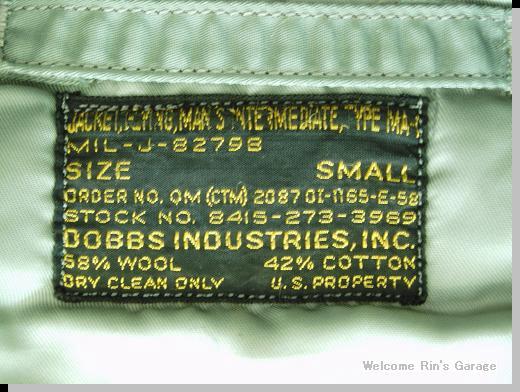 JACKET, FLYING, MAN'S INTERMEDIATE, TYPE MA-1
MIL-J-8279B
SIZE SMALL
ORDER NO. QM (CTM) 2087 OI-1165-E-58
STOCK NO. 8415-273-3969
DOBBS INDUSTRIES, INC.
58% WOOL 42% COTTON
DRY CLEAN ONLY U.S. PROPERTY
Welcome Rin's Garage